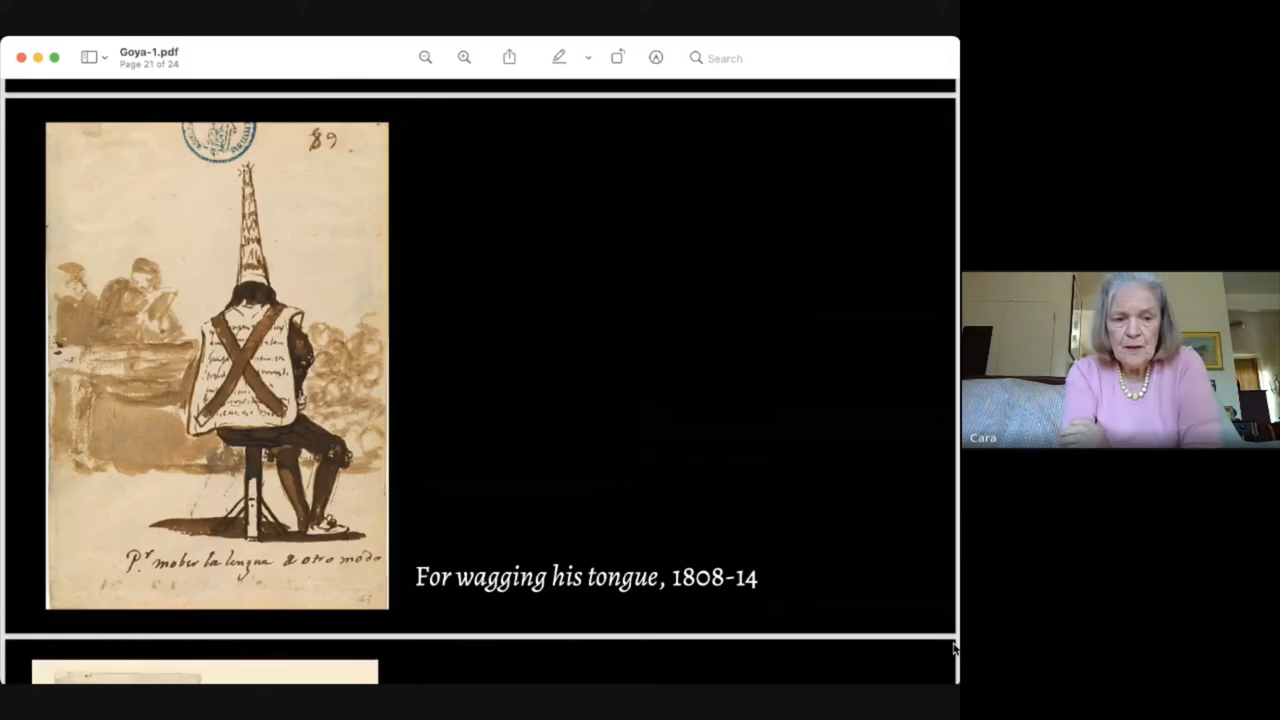 Goya-1.pdf
Page 21 of 24
Search
89
Pr mober la lengua de otro modo
For wagging his tongue, 1808-14
Cara